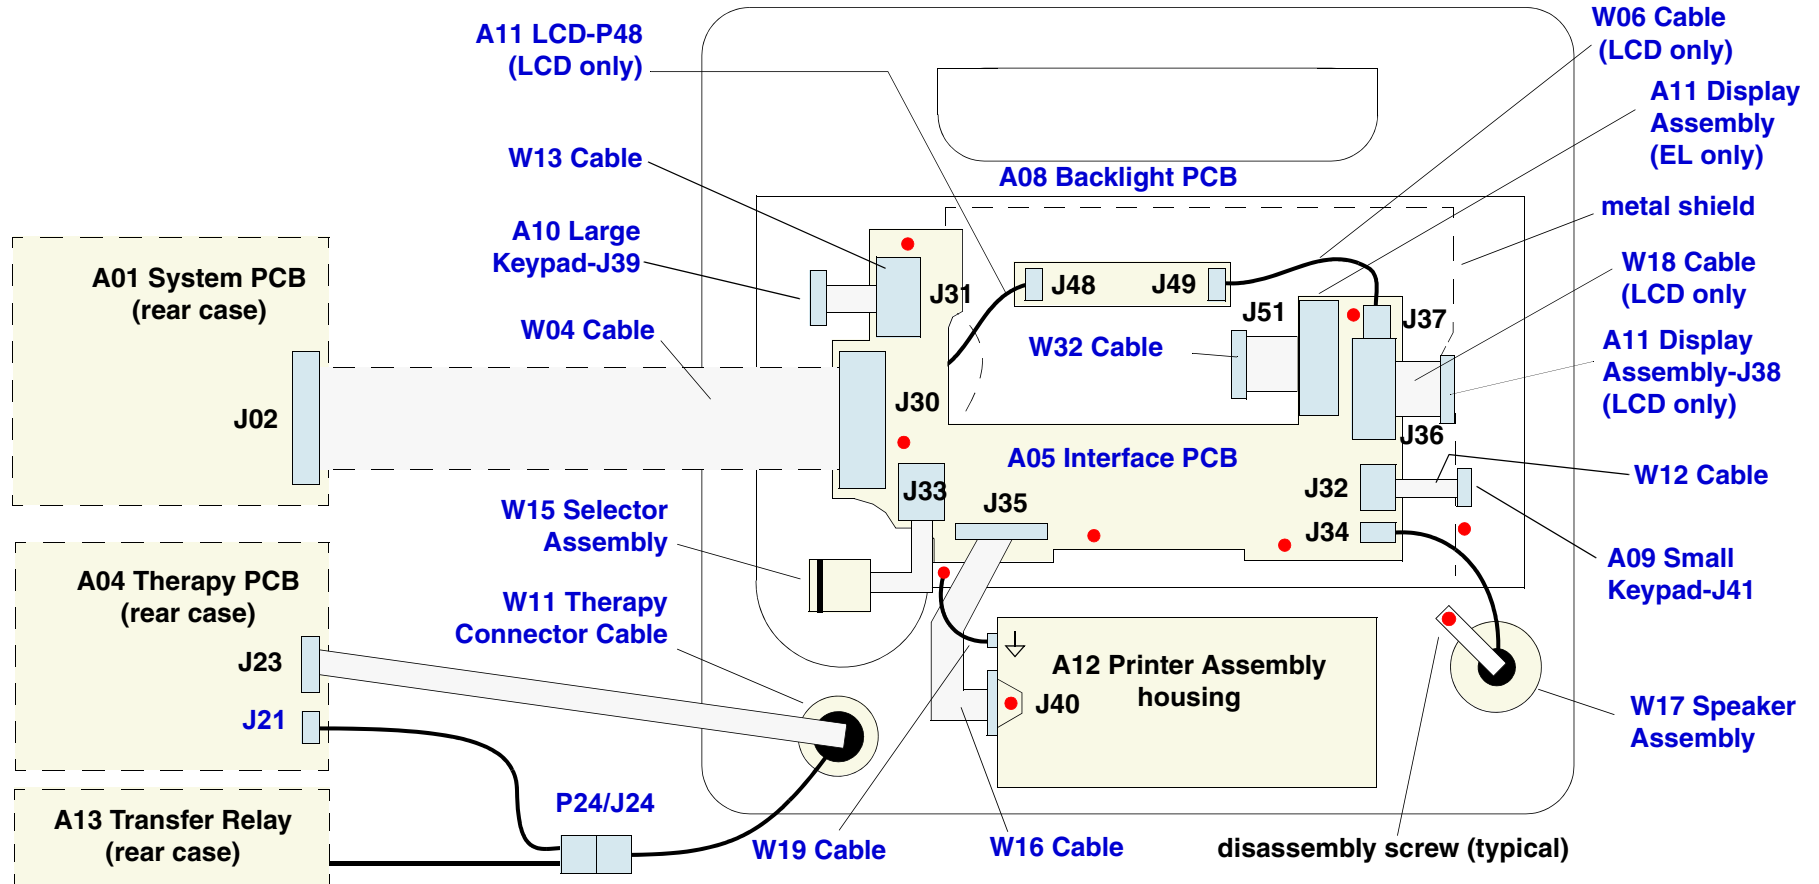 A11 LCD-P48
(LCD only)
W06 Cable
(LCD only)
A11 Display
Assembly
(EL only)
W13 Cable
A08 Backlight PCB
metal shield
A10 Large
Keypad-J39
A01 System PCB
(rear case)
J31
J48
J49
W18 Cable
(LCD only
J51
J37
W04 Cable
W32 Cable
A11 Display
Assembly-J38
(LCD only)
J02
J30
J36
A05 Interface PCB
W12 Cable
J33
J35
J32
W15 Selector
Assembly
J34
A09 Small
Keypad-J41
A04 Therapy PCB
(rear case)
W11 Therapy
Connector Cable
J23
A12 Printer Assembly
housing
J40
J21
W17 Speaker
Assembly
P24/J24
A13 Transfer Relay
(rear case)
W19 Cable
W16 Cable
disassembly screw (typical)